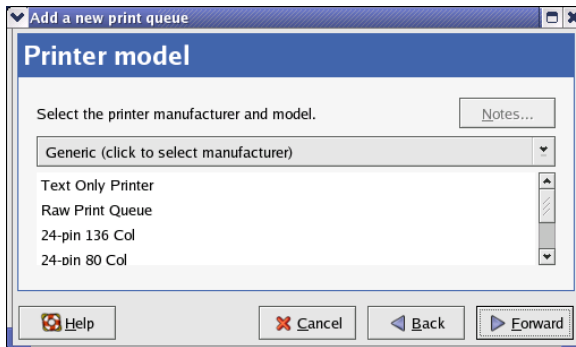 Add a new print queue
Printer model
Select the printer manufacturer and model.
Notes...
Generic (click to select manufacturer)
Text Only Printer
Raw Print Queue
24-pin 136 Col
24-pin 80 Col
Help
Cancel
Back
Forward